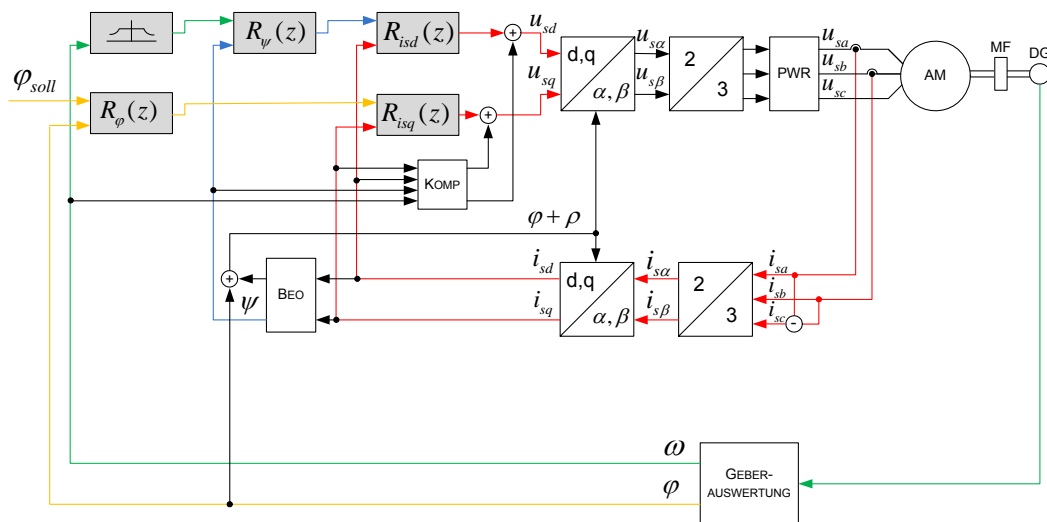 R_ψ(z)
R_isd(z)
u_sd
d,q
u_sα
2
u_sa
MF
DG
φ_soll
u_sq
PWR
u_sb
AM
R_φ(z)
R_isq(z)
α, β
u_sβ
3
u_sc
KOMP
φ + ρ
i_sd
d,q
i_sα
2
i_sa
ψ
BEO
i_sb
i_sq
α, β
i_sβ
3
i_sc
ω
GEBER-
AUSWERTUNG
φ